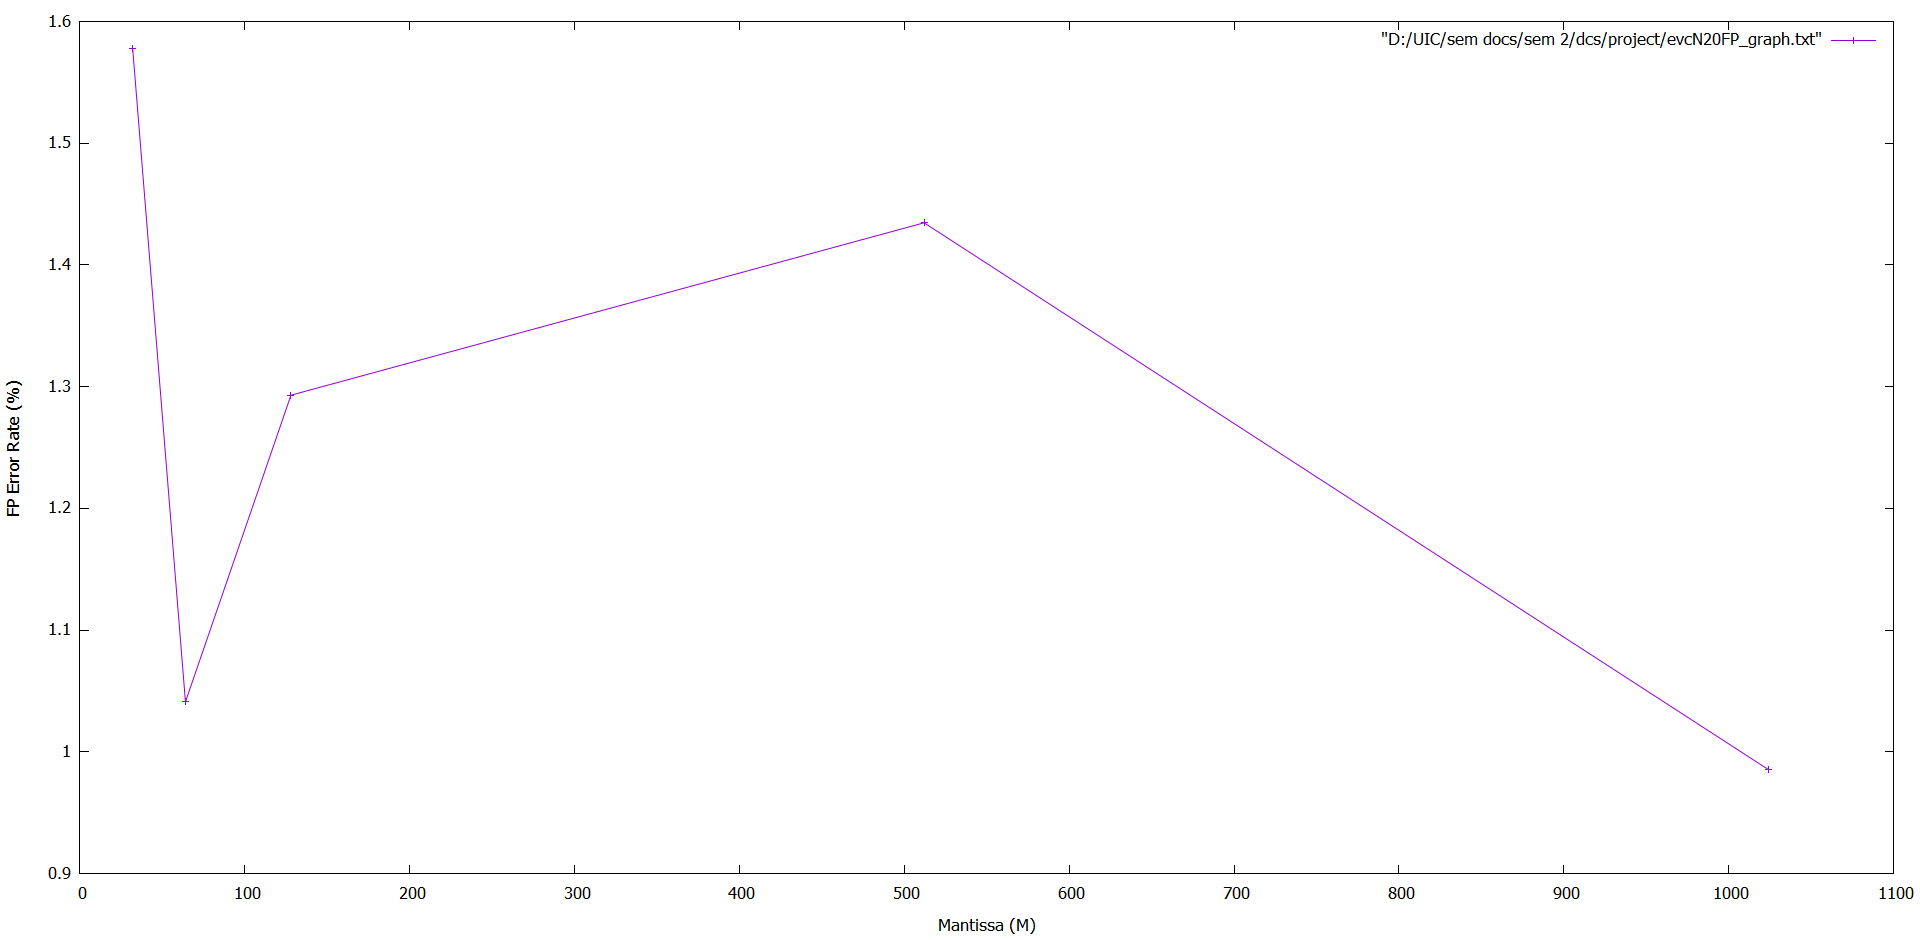 "D:/UIC/sem docs/sem 2/dcs/project/evcN20FP_graph.txt"
1.6
1.5
1.4
1.3
1.2
1.1
1
0.9
FP Error Rate (%)
0 100 200 300 400 500 600 700 800 900 1000 1100
Mantissa (M)